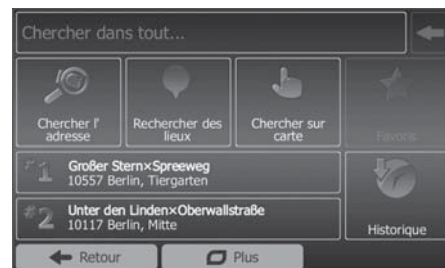 Chercher dans tout...
Chercher l'
adresse
Rechercher des
lieux
Chercher sur
carte
Favoris
#1 Großer Stern×Spreeweg
10557 Berlin, Tiergarten
#2 Unter den Linden×Oberwallstraße
10117 Berlin, Mitte
Historique
Retour
Plus